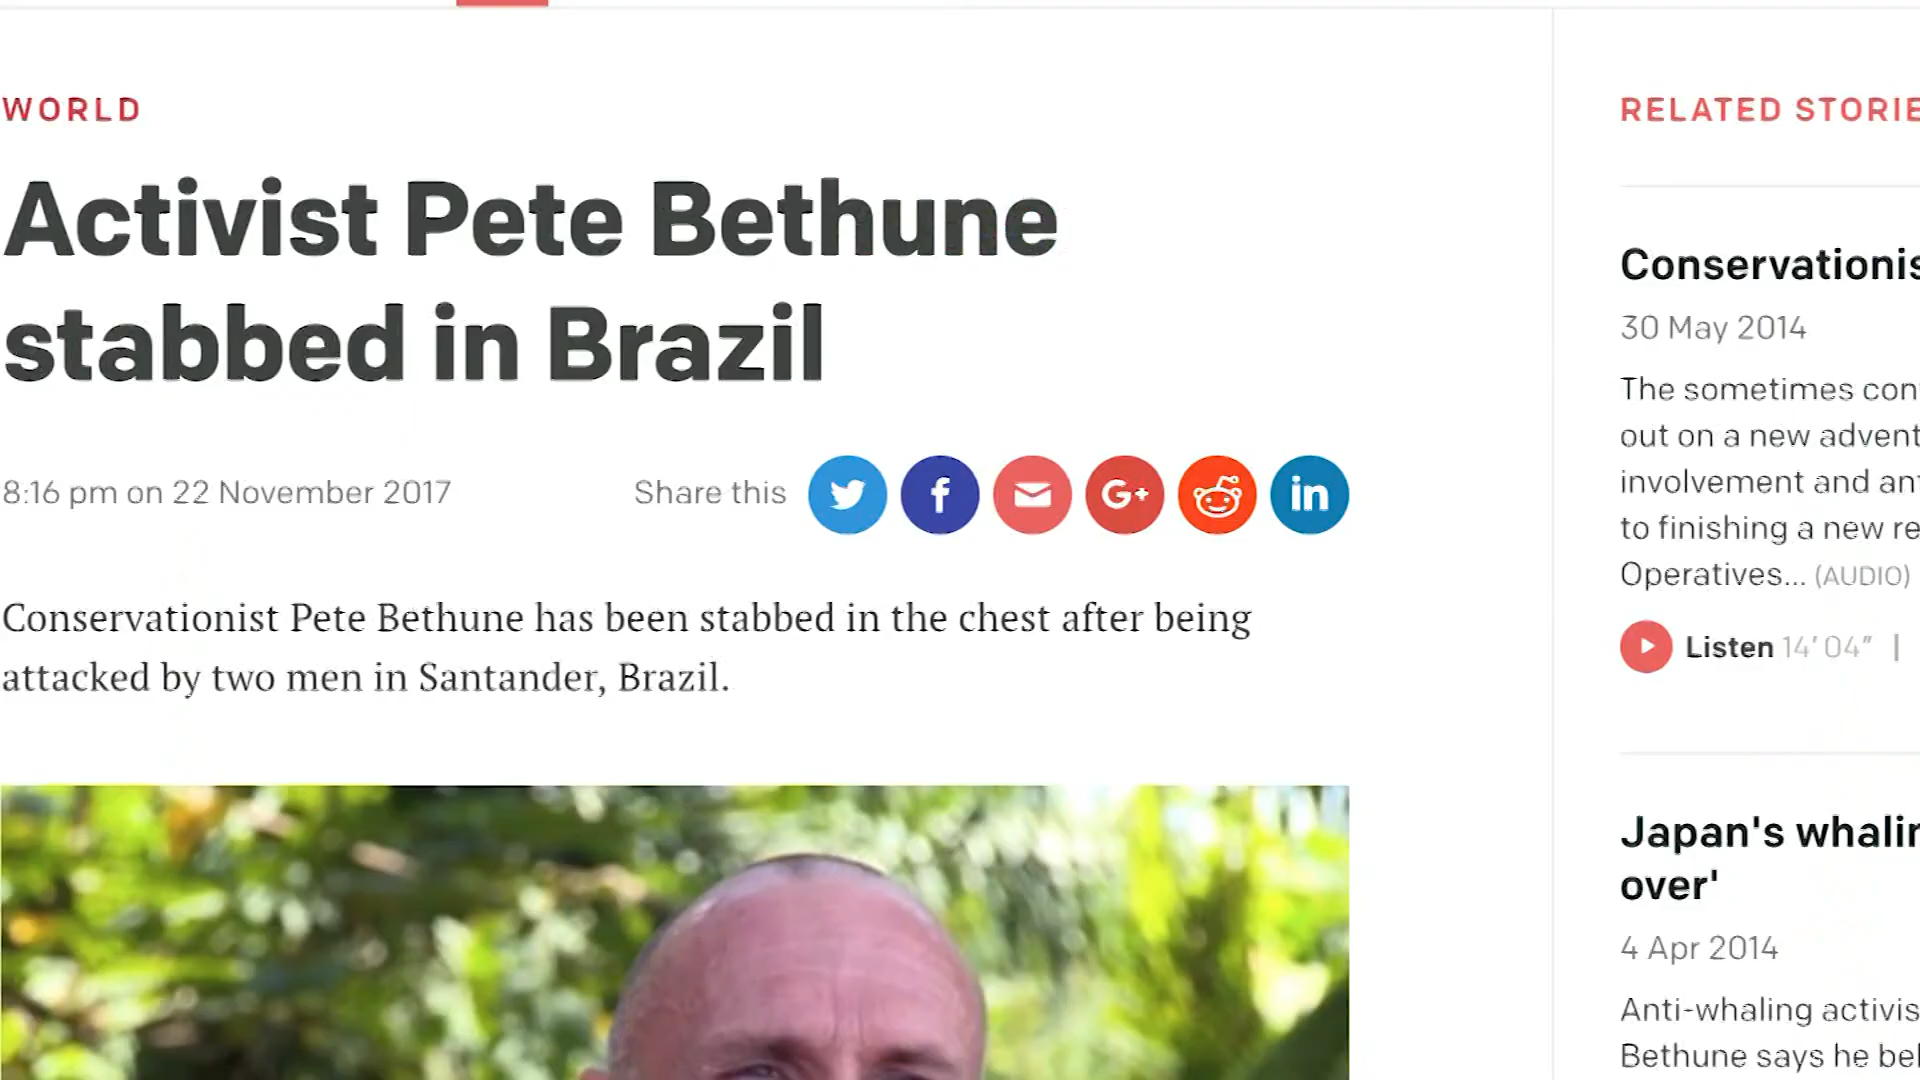 WORLD
Activist Pete Bethune
stabbed in Brazil
8:16 pm on 22 November 2017
Share this
f
G+
in
Conservationist Pete Bethune has been stabbed in the chest after being
attacked by two men in Santander, Brazil.
RELATED STORIE
Conservationis
30 May 2014
The sometimes con
out on a new advent
involvement and ant
to finishing a new re
Operatives... (AUDIO)
Listen 14′ 04″ |
Japan's whalin
over'
4 Apr 2014
Anti-whaling activis
Bethune says he bel